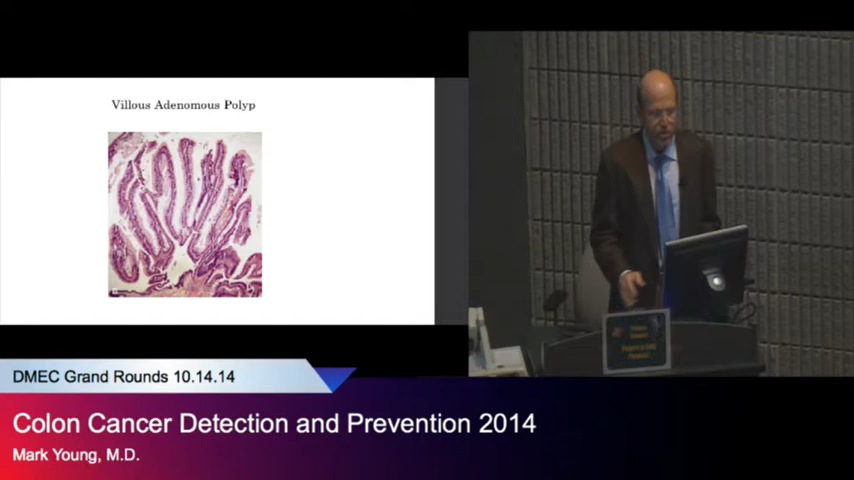 Villous Adenomous Polyp
DMEC Grand Rounds 10.14.14
Colon Cancer Detection and Prevention 2014
Mark Young, M.D.